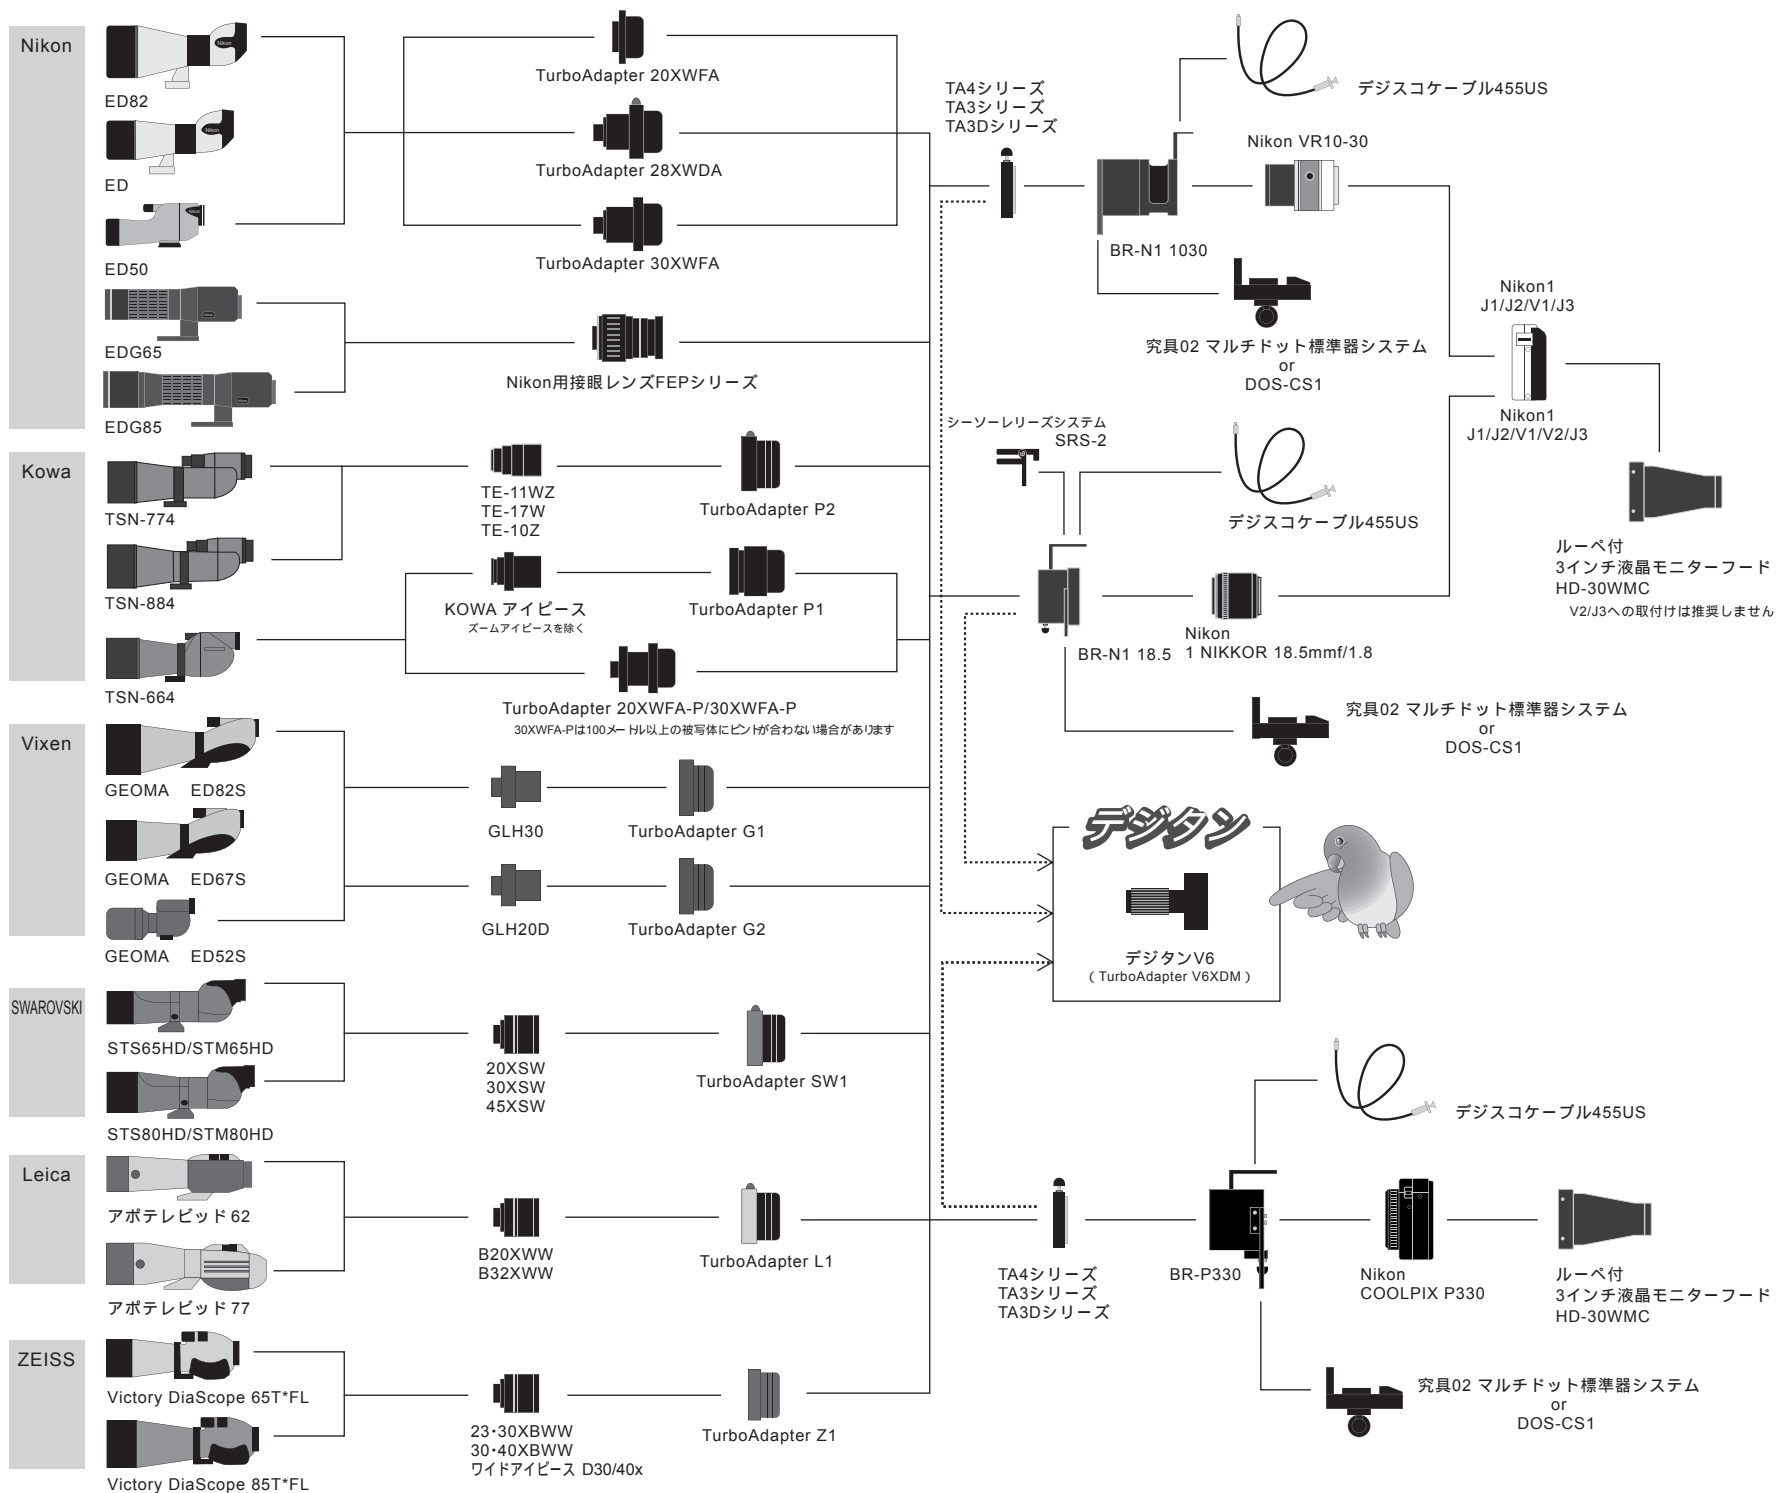 Nikon
ED82
ED
ED50
EDG65
EDG85
TurboAdapter 20XWFA
TurboAdapter 28XWDA
TurboAdapter 30XWFA
Nikon用接眼レンズFEPシリーズ
Kowa
TSN-774
TSN-884
TSN-664
TE-11WZ
TE-17W
TE-10Z
TurboAdapter P2
KOWA アイピース
ズームアイピースを除く
TurboAdapter P1
TurboAdapter 20XWFA-P/30XWFA-P
30XWFA-Pは100メートル以上の被写体にピントが合わない場合があります
Vixen
GEOMA ED82S
GEOMA ED67S
GEOMA ED52S
GLH30
TurboAdapter G1
GLH20D
TurboAdapter G2
SWAROVSKI
STS65HD/STM65HD
STS80HD/STM80HD
20XSW
30XSW
45XSW
TurboAdapter SW1
Leica
アポテレビッド62
アポテレビッド77
B20XWW
B32XWW
TurboAdapter L1
ZEISS
Victory DiaScope 65T*FL
Victory DiaScope 85T*FL
23・30XBWW
30・40XBWW
ワイドアイピース D30/40x
TurboAdapter Z1
TA4シリーズ
TA3シリーズ
TA3Dシリーズ
デジスコケーブル455US
Nikon VR10-30
BR-N1 1030
究具02 マルチドット標準器システム
or
DOS-CS1
Nikon1
J1/J2/V1/J3
Nikon1
J1/J2/V1/V2/J3
シーソーレリーズシステム
SRS-2
デジスコケーブル455US
BR-N1 18.5
Nikon
1 NIKKOR 18.5mmf/1.8
ルーペ付
3インチ液晶モニターフード
HD-30WMC
V2/J3への取付けは推奨しません
究具02 マルチドット標準器システム
or
DOS-CS1
デジタン
デジタンV6
（TurboAdapter V6XDM）
デジスコケーブル455US
TA4シリーズ
TA3シリーズ
TA3Dシリーズ
BR-P330
Nikon
COOLPIX P330
ルーペ付
3インチ液晶モニターフード
HD-30WMC
究具02 マルチドット標準器システム
or
DOS-CS1